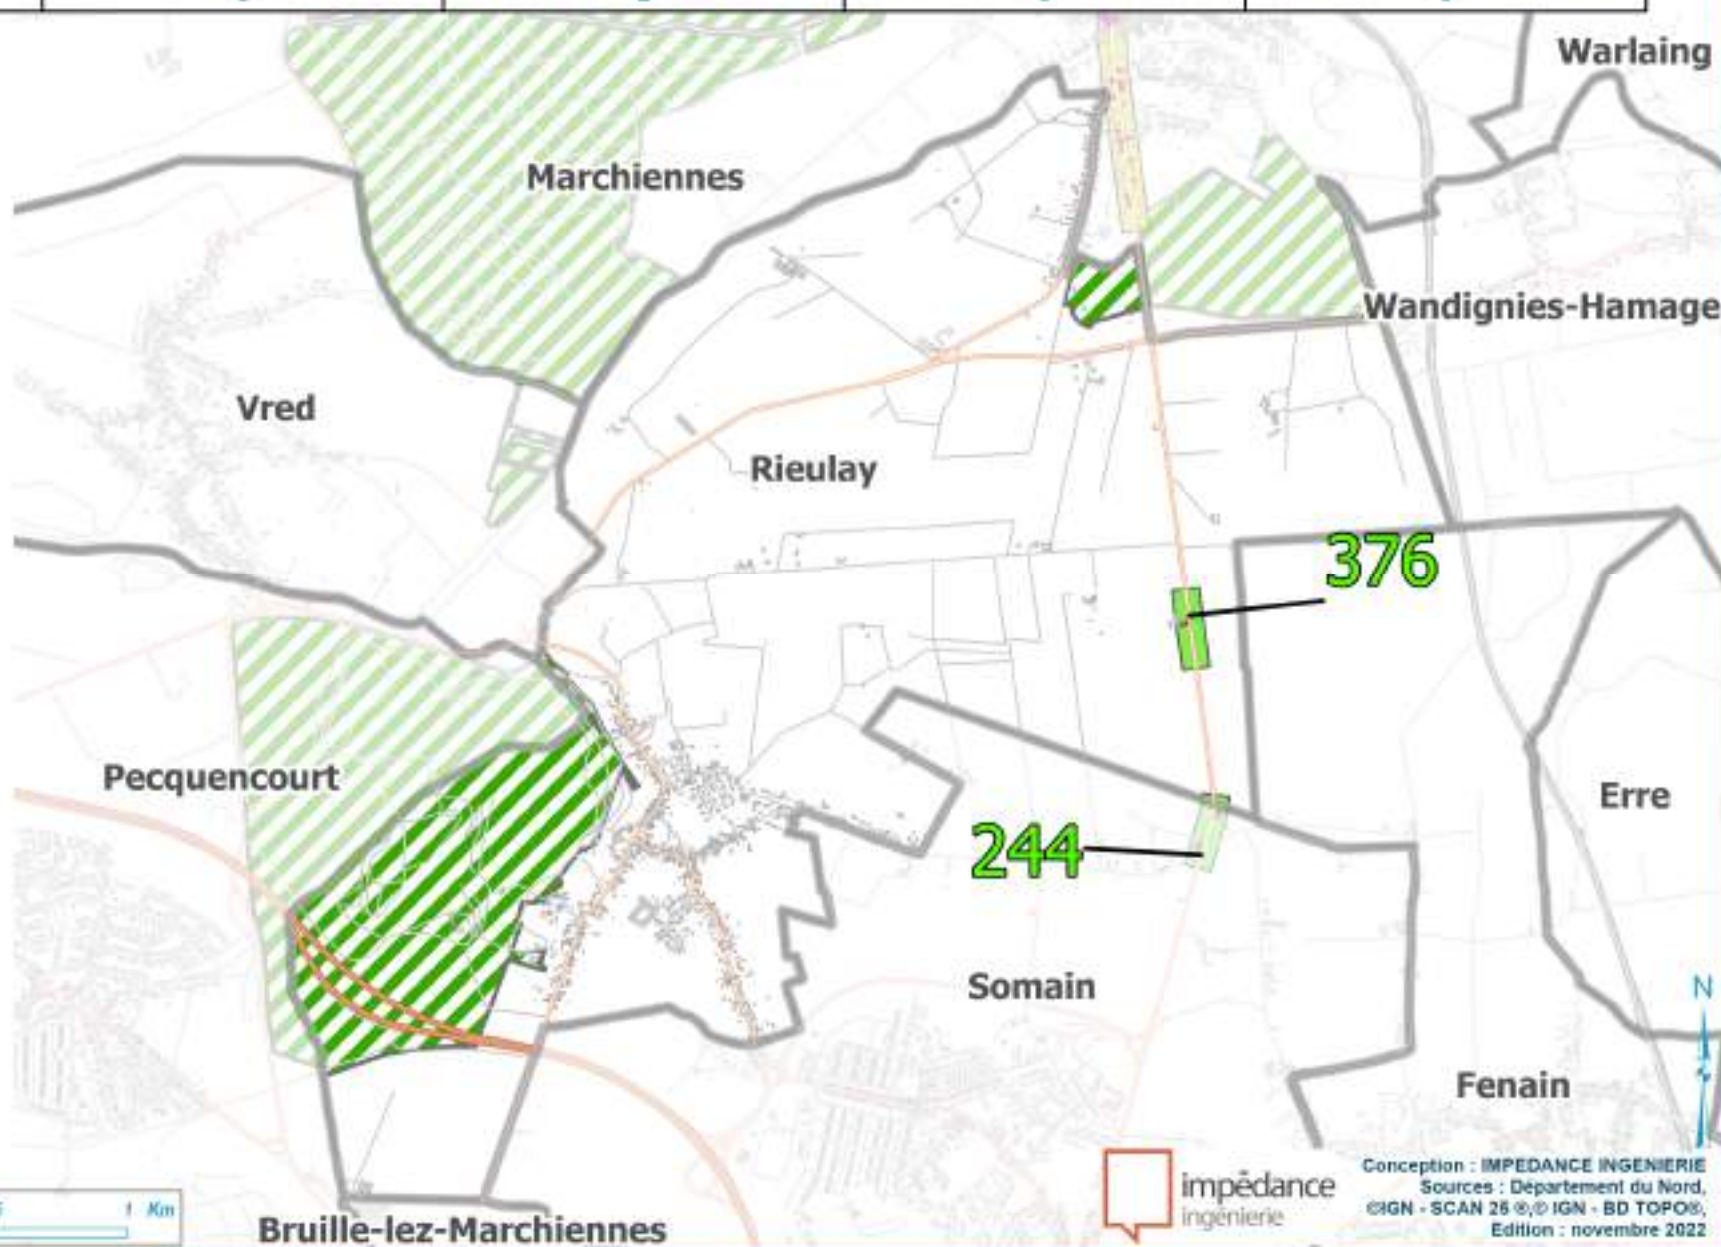 Warlaing
Marchiennes
Wandignies-Hamage
Vred
Rieulay
376
Pecquencourt
Erre
244
Somain
N
Fenain
1 Km
Bruille-lez-Marchiennes
impédance
ingénierie
Conception : IMPEDANCE INGENIERIE
Sources : Département du Nord,
©IGN - SCAN 25 ®,© IGN - BD TOPO®,
Edition : novembre 2022